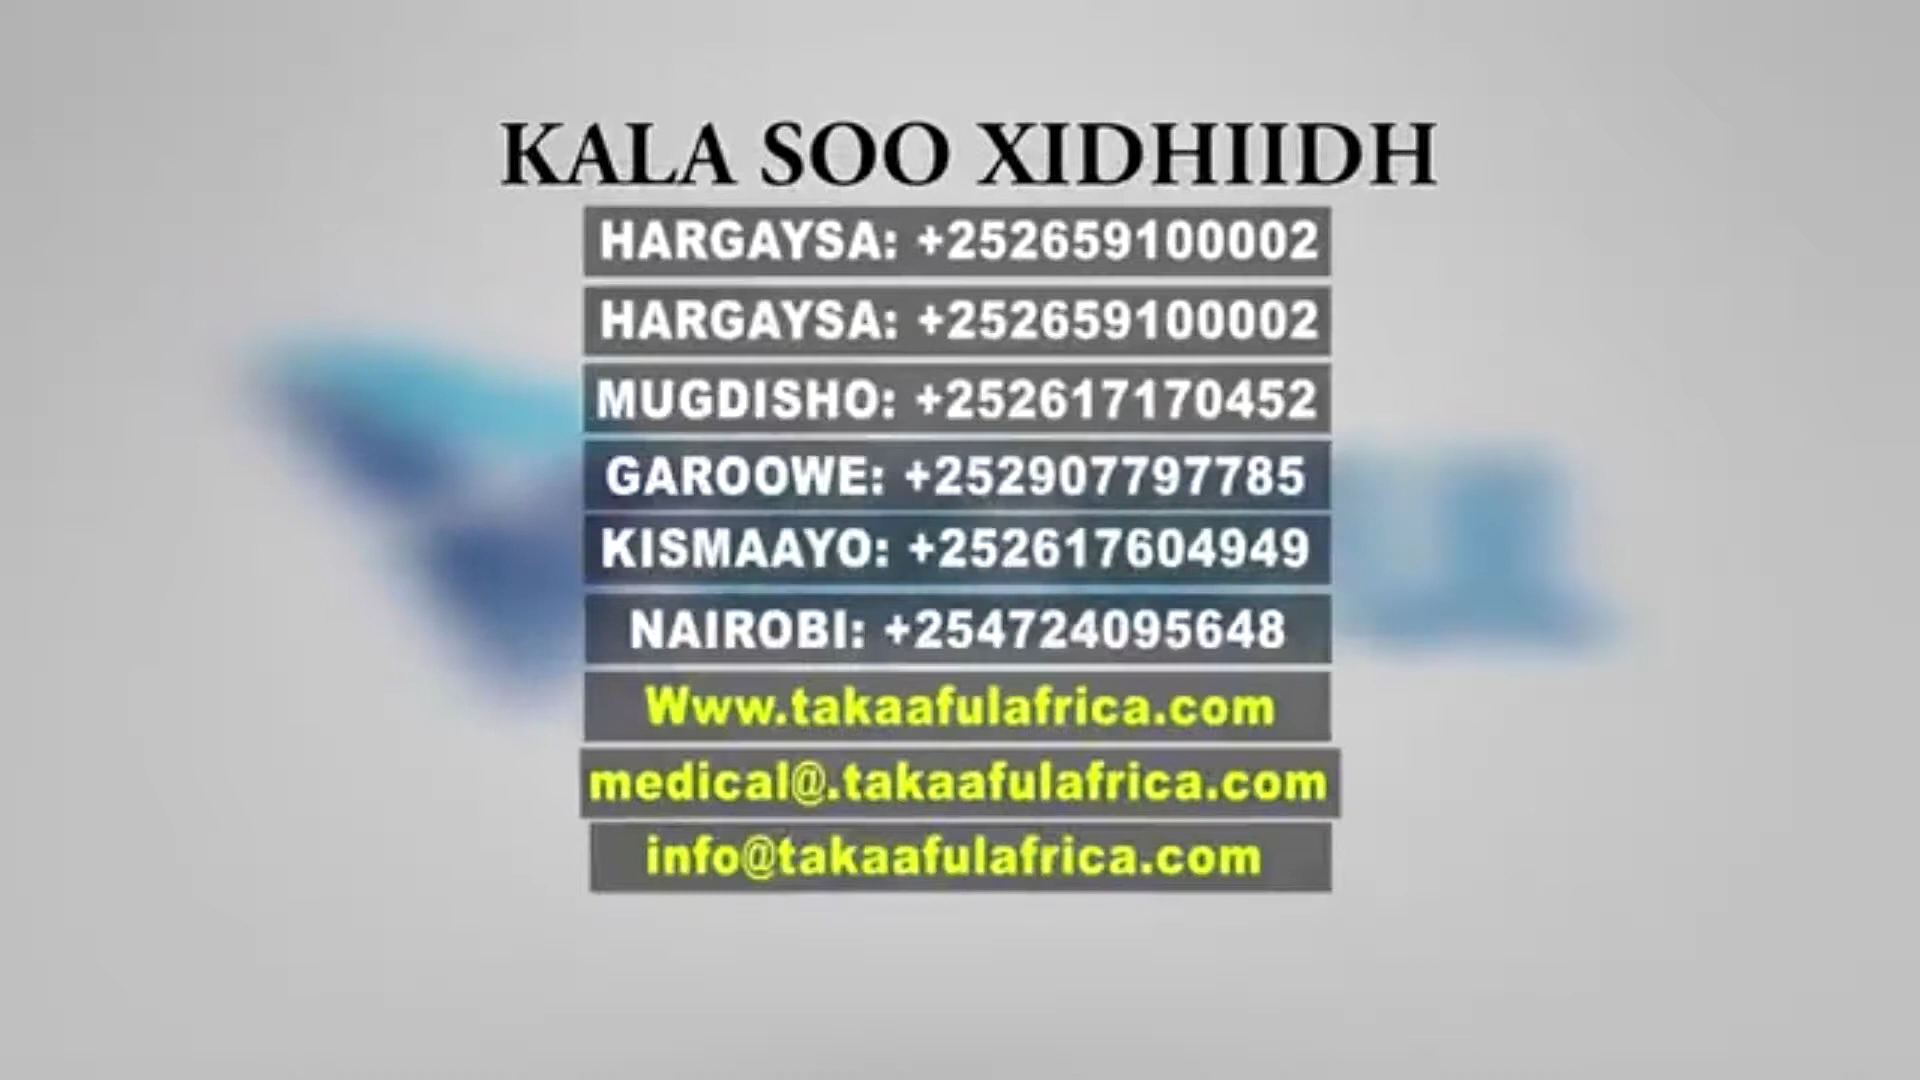 KALA SOO XIDHIIDH
HARGAYSA: +252659100002
HARGAYSA: +252659100002
MUGDISHO: +252617170452
GAROOWE: +252907797785
KISMAAYO: +252617604949
NAIROBI: +254724095648
Www.takaafulafrica.com
medical@.takaafulafrica.com
info@takaafulafrica.com